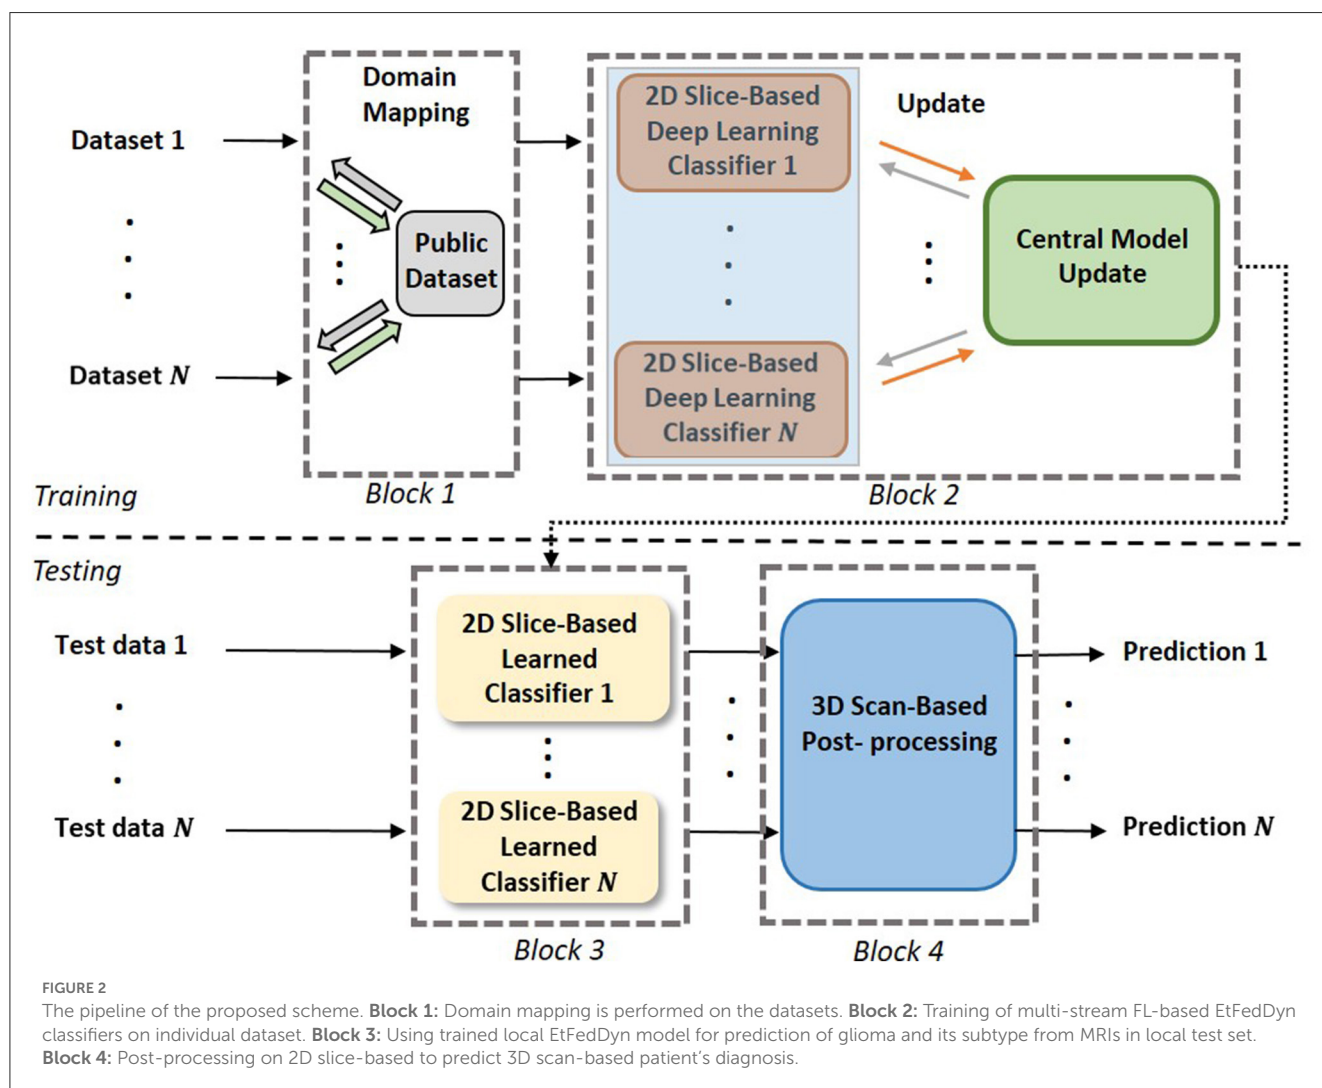 Domain
Mapping
Dataset 1
Public
Dataset
Dataset N
Block 1
2D Slice-Based
Deep Learning
Classifier 1
2D Slice-Based
Deep Learning
Classifier N
Update
Central Model
Update
Block 2
Training
Testing
Test data 1
Test data N
2D Slice-Based
Learned
Classifier 1
2D Slice-Based
Learned
Classifier N
Block 3
3D Scan-Based
Post- processing
Block 4
Prediction 1
Prediction N
FIGURE 2
The pipeline of the proposed scheme. Block 1: Domain mapping is performed on the datasets. Block 2: Training of multi-stream FL-based EtFedDyn
classifiers on individual dataset. Block 3: Using trained local EtFedDyn model for prediction of glioma and its subtype from MRIs in local test set.
Block 4: Post-processing on 2D slice-based to predict 3D scan-based patient's diagnosis.